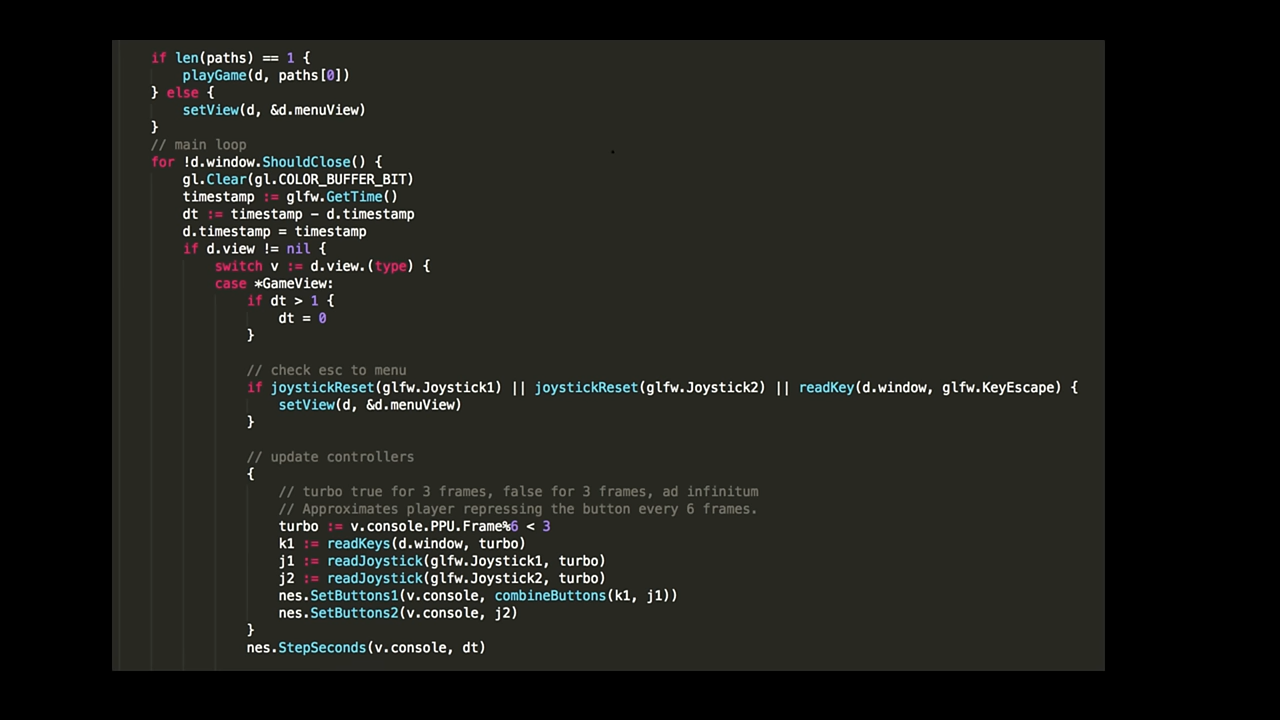 if len(paths) == 1 {
playGame(d, paths[0])
} else {
setView(d, &d.menuView)
}
// main loop
for !d.window.ShouldClose() {
gl.Clear(gl.COLOR_BUFFER_BIT)
timestamp := glfw.GetTime()
dt := timestamp - d.timestamp
d.timestamp = timestamp
if d.view != nil {
switch v := d.view.(type) {
case *GameView:
if dt > 1 {
dt = 0
}
// check esc to menu
if joystickReset(glfw.Joystick1) || joystickReset(glfw.Joystick2) || readKey(d.window, glfw.KeyEscape) {
setView(d, &d.menuView)
}
// update controllers
{
// turbo true for 3 frames, false for 3 frames, ad infinitum
// Approximates player repressing the button every 6 frames.
turbo := v.console.PPU.Frame%6 < 3
k1 := readKeys(d.window, turbo)
j1 := readJoystick(glfw.Joystick1, turbo)
j2 := readJoystick(glfw.Joystick2, turbo)
nes.SetButtons1(v.console, combineButtons(k1, j1))
nes.SetButtons2(v.console, j2)
}
nes.StepSeconds(v.console, dt)